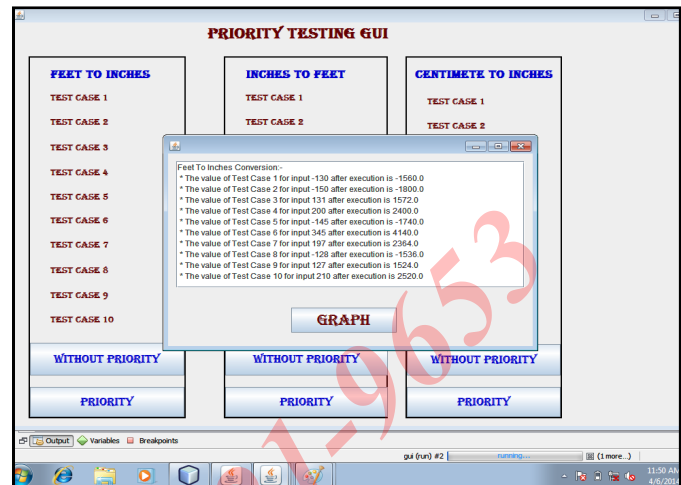 PRIORITY TESTING GUI
FEET TO INCHES
TEST CASE 1
TEST CASE 2
TEST CASE 3
TEST CASE 4
TEST CASE 5
TEST CASE 6
TEST CASE 7
TEST CASE 8
TEST CASE 9
TEST CASE 10
WITHOUT PRIORITY
PRIORITY
INCHES TO FEET
TEST CASE 1
TEST CASE 2
WITHOUT PRIORITY
PRIORITY
CENTIMETE TO INCHES
TEST CASE 1
TEST CASE 2
WITHOUT PRIORITY
PRIORITY
Feet To Inches Conversion:-
* The value of Test Case 1 for input -130 after execution is -1560.0
* The value of Test Case 2 for input -150 after execution is -1800.0
* The value of Test Case 3 for input 131 after execution is 1572.0
* The value of Test Case 4 for input 200 after execution is 2400.0
* The value of Test Case 5 for input -145 after execution is -1740.0
* The value of Test Case 6 for input 345 after execution is 4140.0
* The value of Test Case 7 for input 197 after execution is 2364.0
* The value of Test Case 8 for input -128 after execution is -1536.0
* The value of Test Case 9 for input 127 after execution is 1524.0
* The value of Test Case 10 for input 210 after execution is 2520.0
GRAPH
Output Variables Breakpoints
gui (run) #2 running... (1 more...)
11:50 AM
4/6/2014
-9653